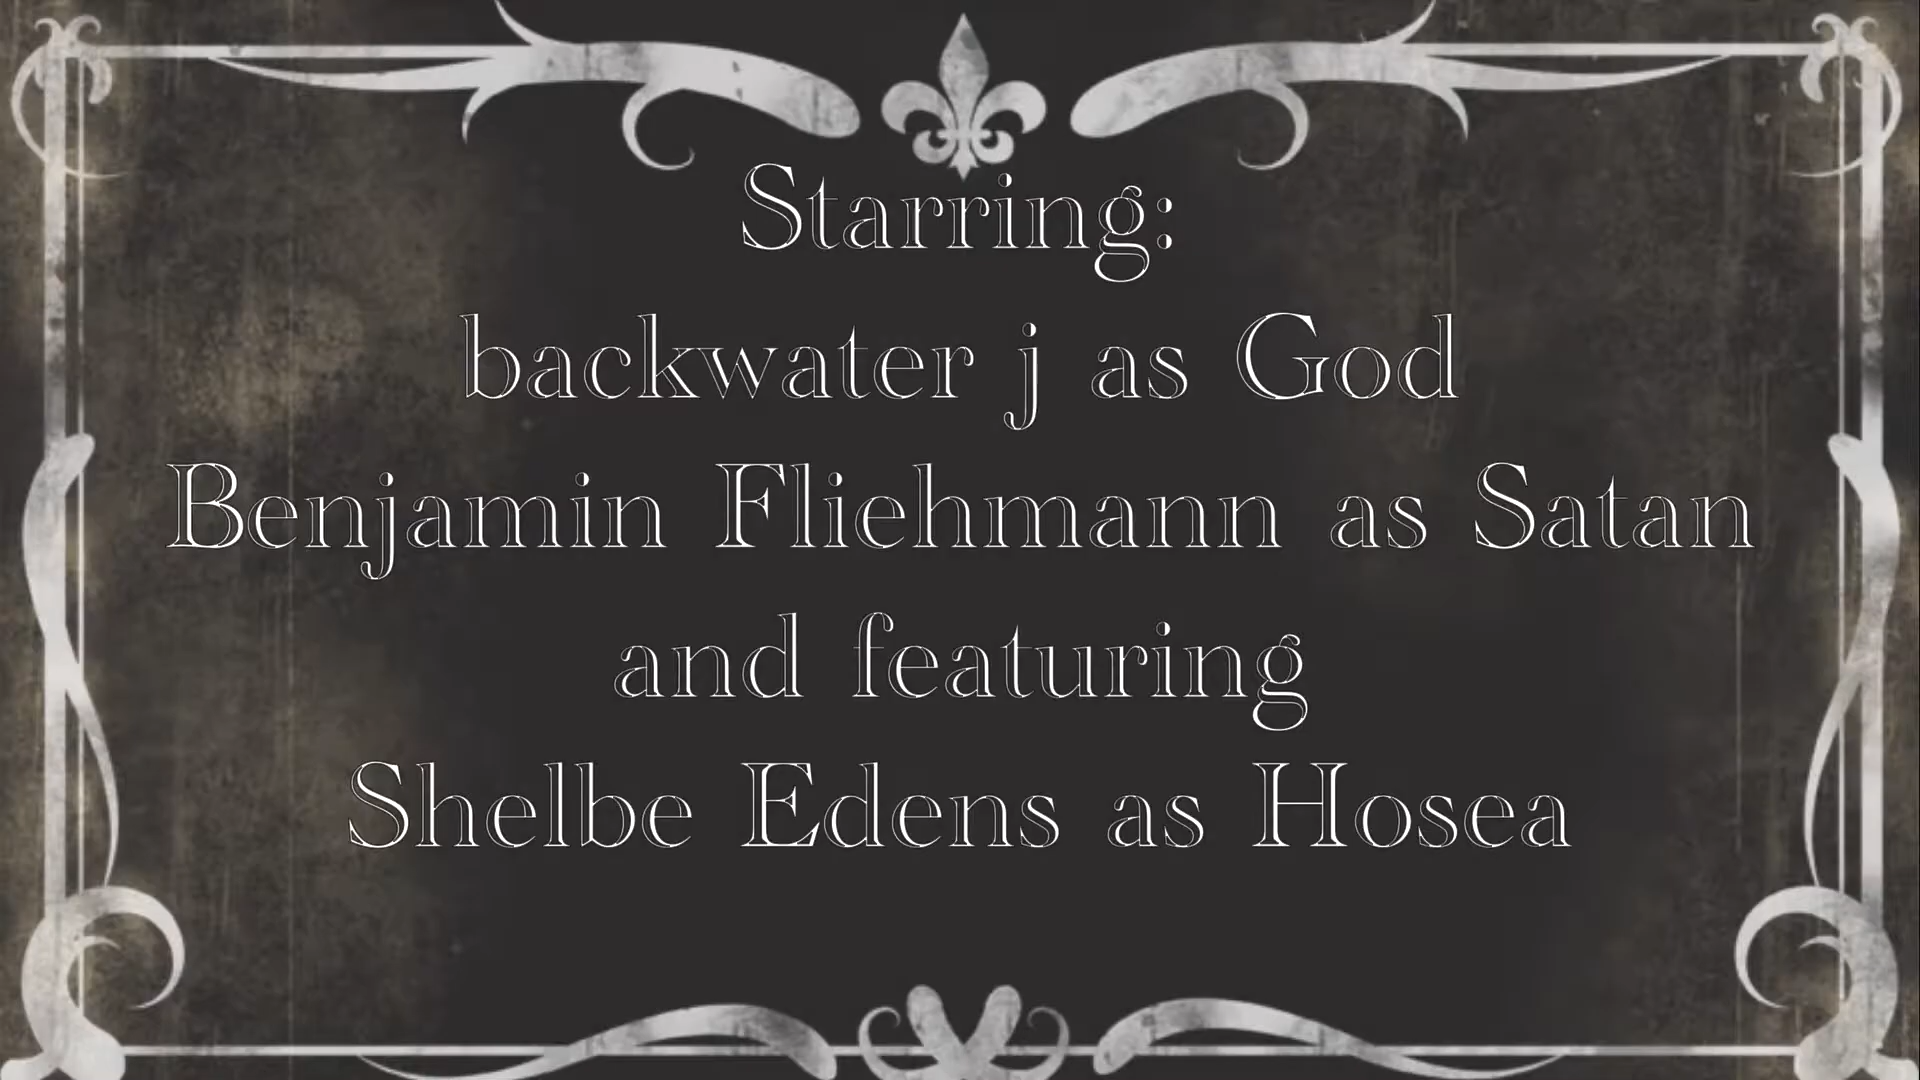 Starring:
backwater j as God
Benjamin Fliehmann as Satan
and featuring
Shelbe Edens as Hosea